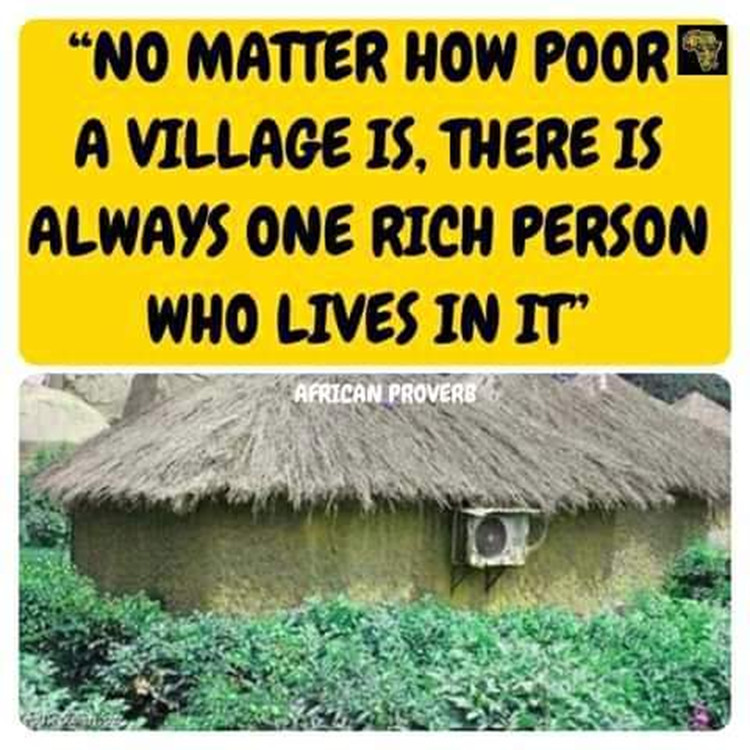 “NO MATTER HOW POOR
A VILLAGE IS, THERE IS
ALWAYS ONE RICH PERSON
WHO LIVES IN IT”
AFRICAN PROVERB